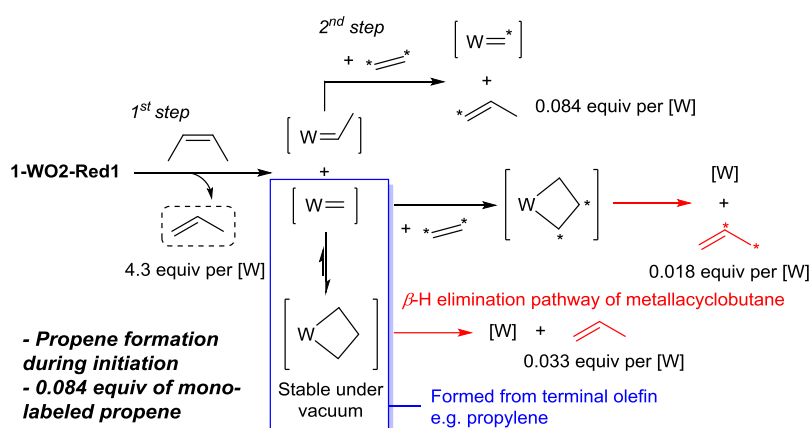 2nd step
+ * *
[ W = * ]
+
* 0.084 equiv per [W]
1st step
[ W ]
1-WO2-Red1
+
[ W ]
4.3 equiv per [W]
+ * *
W * *
[W]
+
* *
0.018 equiv per [W]
β-H elimination pathway of metallacyclobutane
W
[W] +
0.033 equiv per [W]
- Propene formation
during initiation
- 0.084 equiv of mono-
labeled propene
Stable under
vacuum
Formed from terminal olefin
e.g. propylene